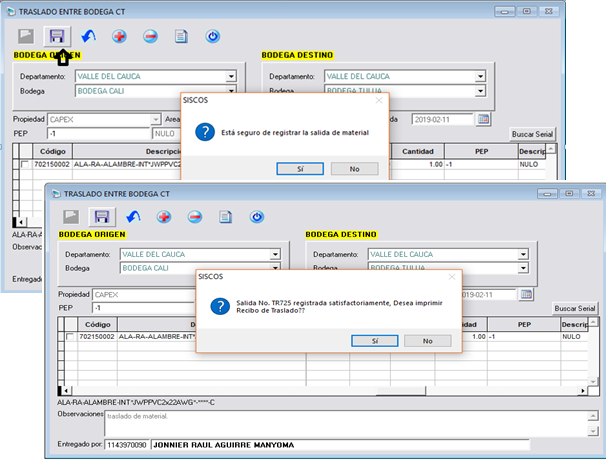 TRASLADO ENTRE BODEGA CT
BODEGA ORIGEN BODEGA DESTINO
Departamento: VALLE DEL CAUCA Departamento: VALLE DEL CAUCA
Bodega BODEGA CALI Bodega BODEGA TULUA
Propiedad CAPEX Area 2019-02-11
PEP -1 NULO Buscar Serial
SISCOS
Está seguro de registrar la salida de material
Sí No
Código Cantidad PEP Descrip
702150002 ALA-RA-ALAMBRE-INT*JWPPVC2 1.00 -1 NULO
ALA-R
Observac
Entregado
TRASLADO ENTRE BODEGA CT
BODEGA ORIGEN BODEGA DESTINO
Departamento: VALLE DEL CAUCA Departamento: VALLE DEL CAUCA
Bodega BODEGA CALI Bodega BODEGA TULUA
Propiedad CAPEX 2019-02-11
PEP -1 Buscar Serial
SISCOS
Salida No. TR725 registrada satisfactoriamente, Desea imprimir
Recibo de Traslado??
Sí No
Código PEP Descrip
702150002 ALA-RA-ALAMBRE-INT* 1.00 -1 NULO
ALA-RA-ALAMBRE-INT*JWPPVC2x22AWG*-****-C
Observaciones traslado de material.
Entregado por: 1143970090 JONNIER RAUL AGUIRRE MANYOMA